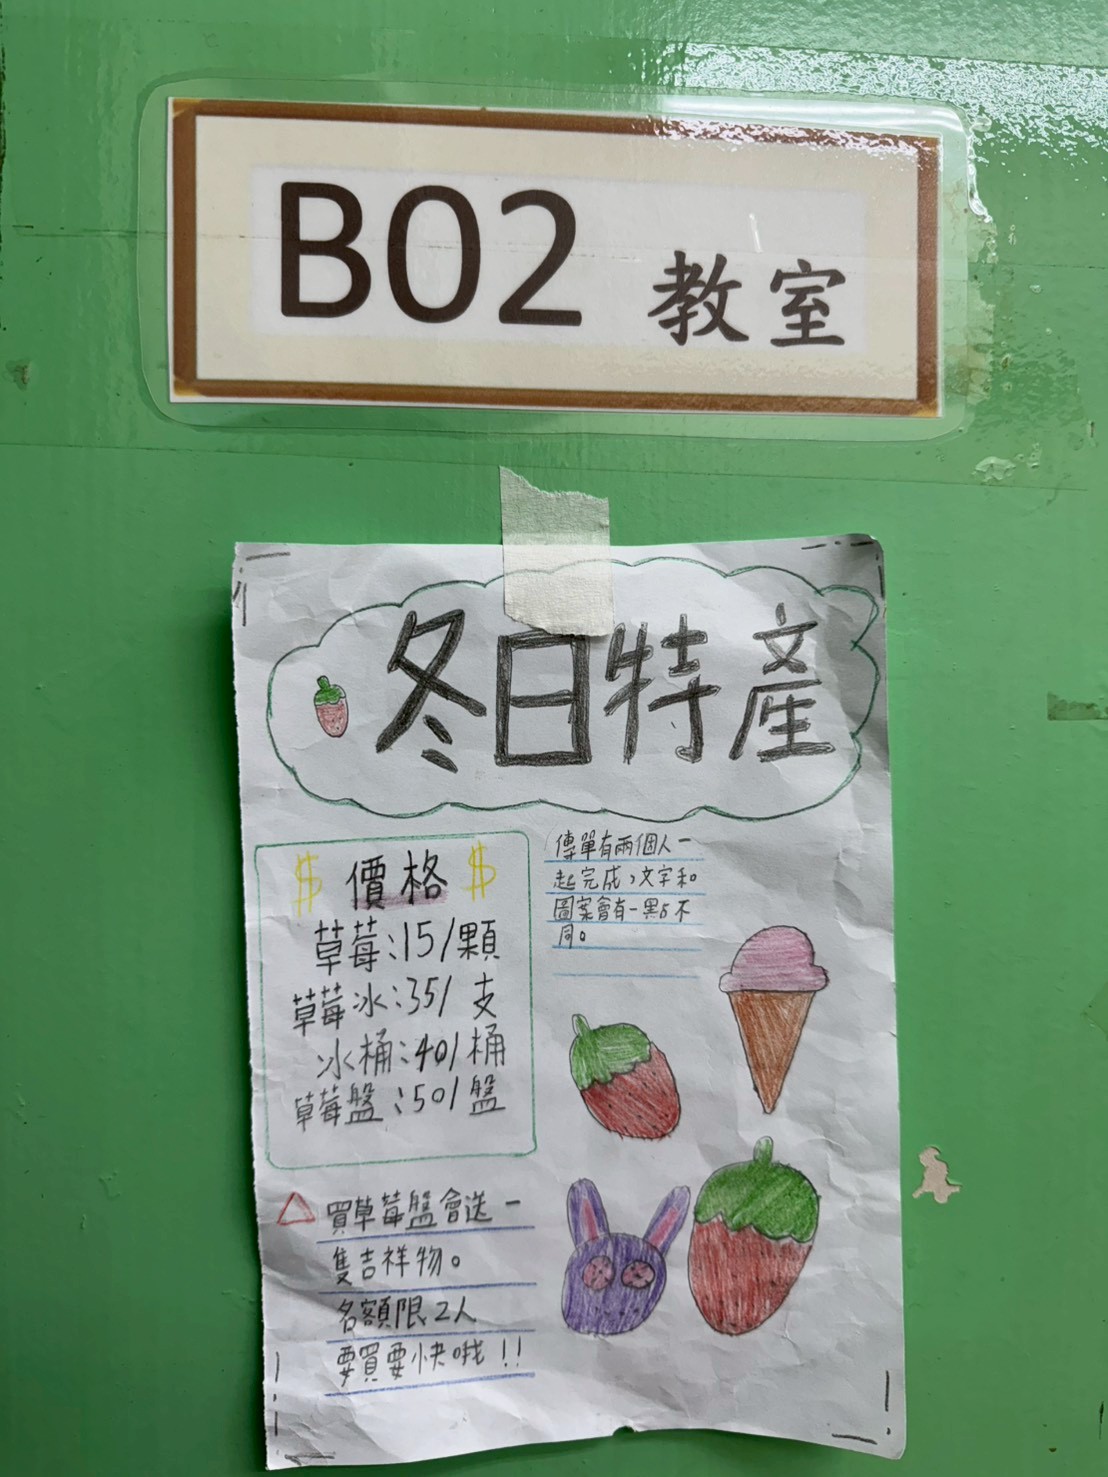 B02 教室
冬日特產
$ 價格 $
草莓:15/顆
草莓冰:35/支
冰桶:40/桶
草莓盤:50/盤
傳單有兩個人一
起完成,文字和
圖案會有一點不
同。
買草莓盤會送一
隻吉祥物。
名額限2人
要買要快哦!!